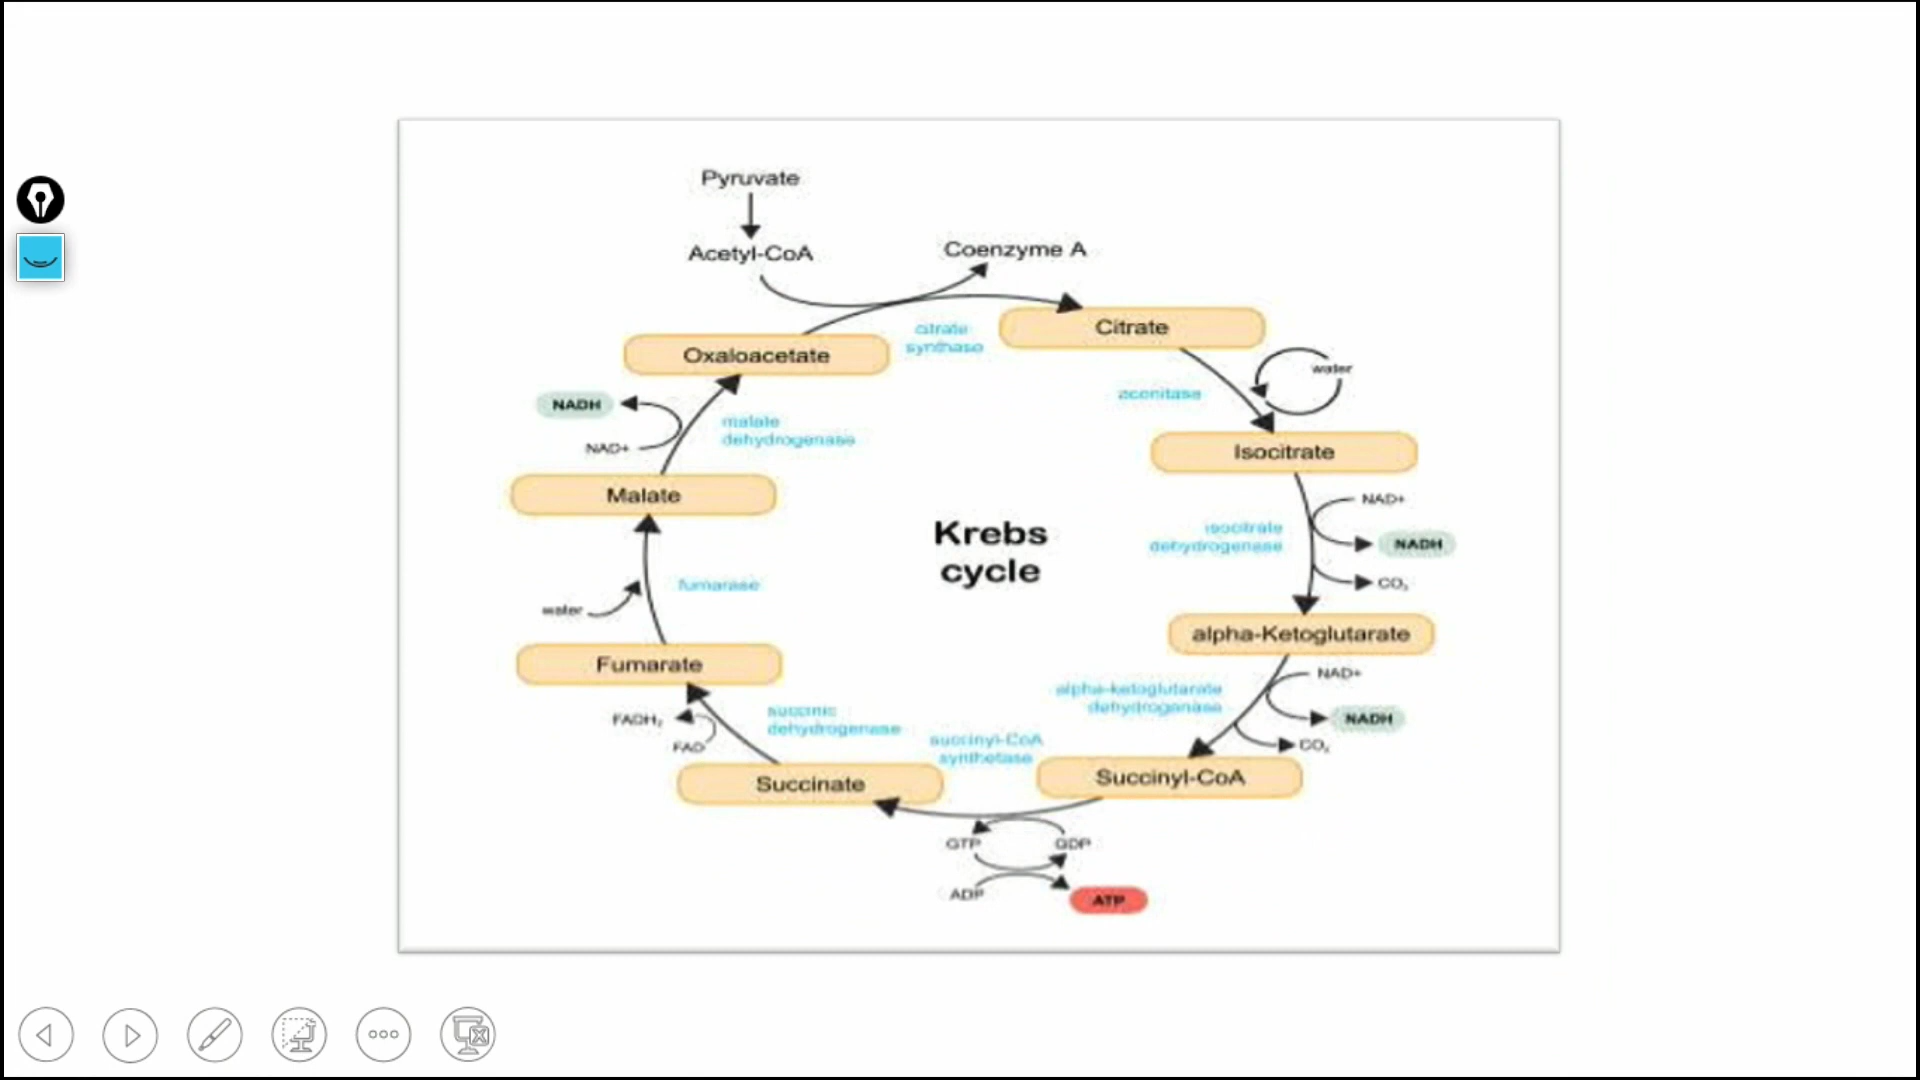 Pyruvate
Acetyl-CoA
Coenzyme A
citrate
synthase
Citrate
Oxaloacetate
water
aconitase
NADH
NAD+
malate
dehydrogenase
Isocitrate
Malate
NAD+
isocitrate
dehydrogenase
NADH
CO₂
Krebs
cycle
fumarase
water
alpha-Ketoglutarate
Fumarate
NAD+
alpha-ketoglutarate
dehydrogenase
NADH
CO₂
FADH₂
FAD
succinic
dehydrogenase
succinyl-CoA
synthetase
Succinyl-CoA
Succinate
GTP
GDP
ADP
ATP